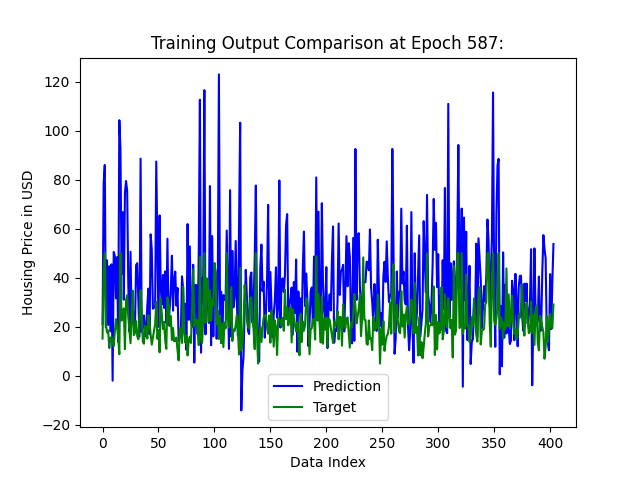 Training Output Comparison at Epoch 587:
120
100
80
60
40
20
0
−20
Housing Price in USD
0 50 100 150 200 250 300 350 400
Data Index
Prediction
Target